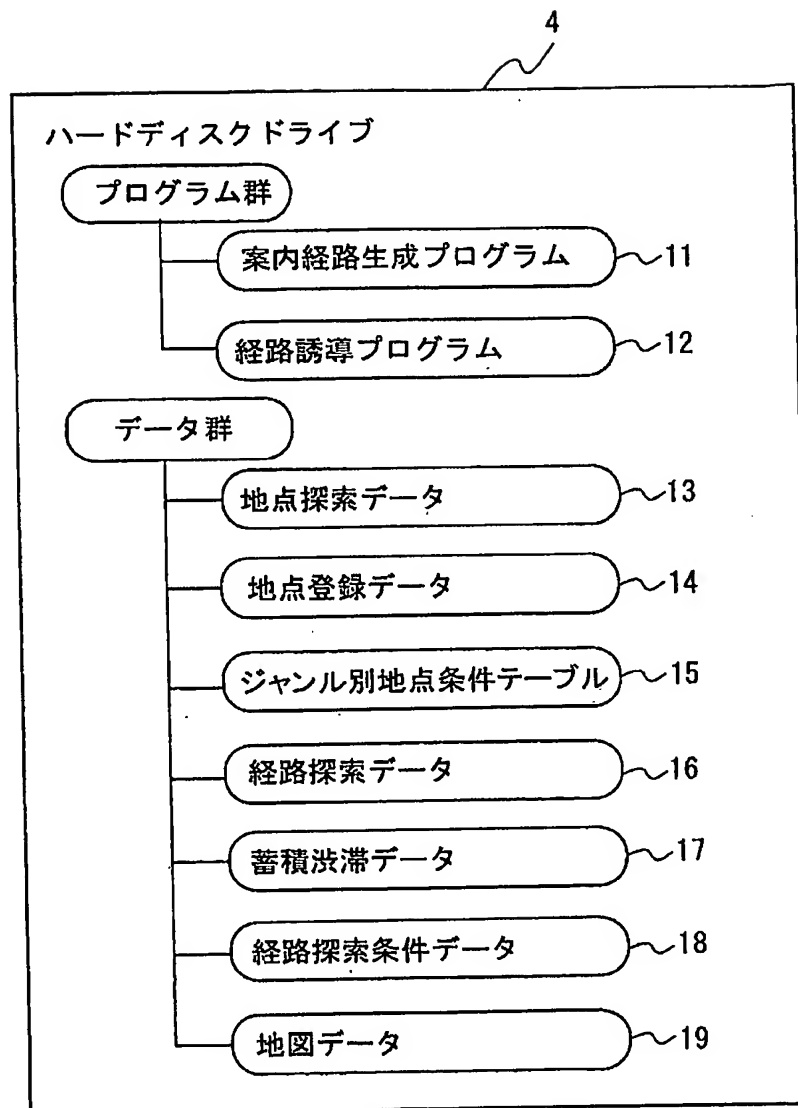 4
ハードディスクドライブ
プログラム群
案内経路生成プログラム 11
経路誘導プログラム 12
データ群
地点探索データ 13
地点登録データ 14
ジャンル別地点条件テーブル 15
経路探索データ 16
蓄積渋滞データ 17
経路探索条件データ 18
地図データ 19